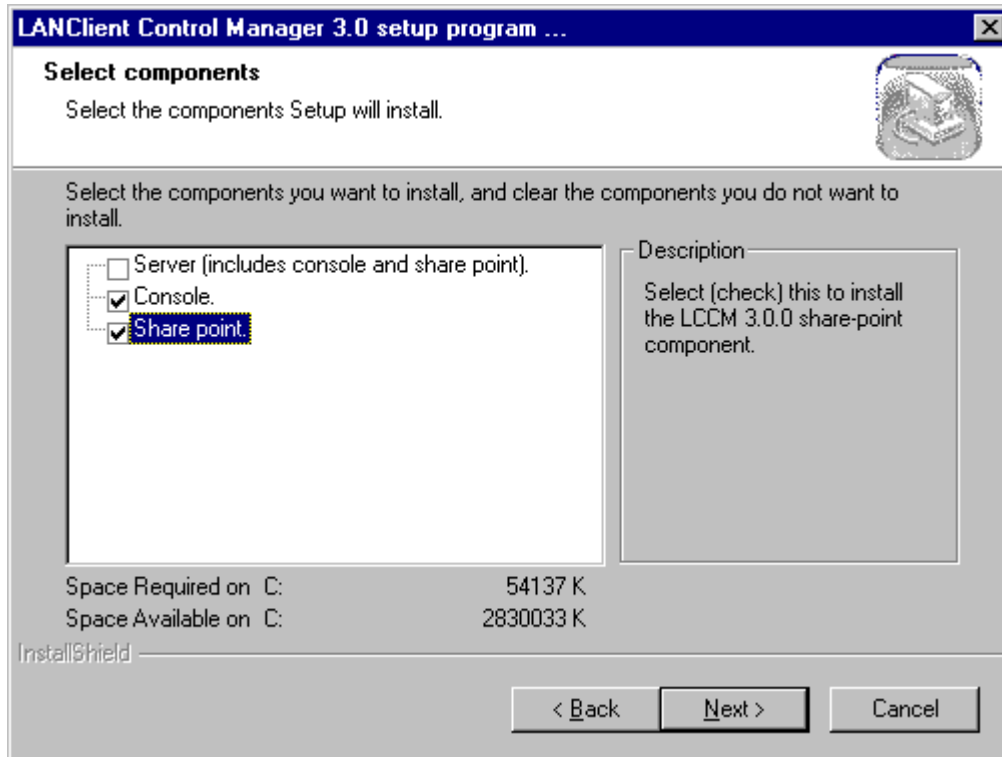 LANClient Control Manager 3.0 setup program ...
Select components
Select the components Setup will install.
Select the components you want to install, and clear the components you do not want to
install.
Server (includes console and share point).
Console.
Share point.
Description
Select (check) this to install
the LCCM 3.0.0 share-point
component.
Space Required on C: 54137 K
Space Available on C: 2830033 K
InstallShield
< Back Next > Cancel